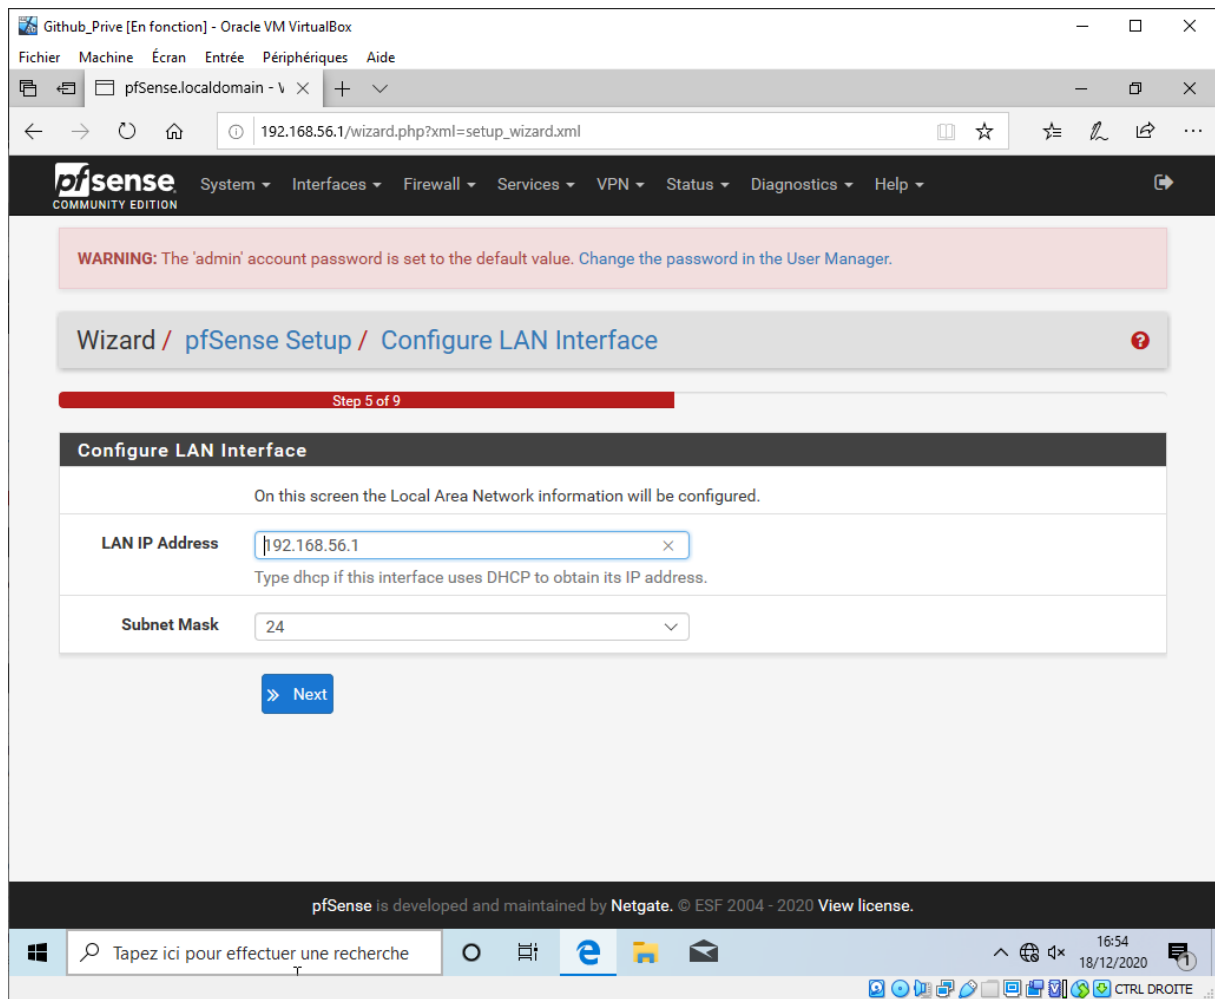 Github_Prive [En fonction] - Oracle VM VirtualBox
Fichier Machine Écran Entrée Périphériques Aide
pfSense.localdomain - W
192.168.56.1/wizard.php?xml=setup_wizard.xml
pfsense
COMMUNITY EDITION
System Interfaces Firewall Services VPN Status Diagnostics Help
WARNING: The 'admin' account password is set to the default value. Change the password in the User Manager.
Wizard / pfSense Setup / Configure LAN Interface
Step 5 of 9
Configure LAN Interface
On this screen the Local Area Network information will be configured.
LAN IP Address 192.168.56.1
Type dhcp if this interface uses DHCP to obtain its IP address.
Subnet Mask 24
Next
pfSense is developed and maintained by Netgate. © ESF 2004 - 2020 View license.
Tapez ici pour effectuer une recherche
16:54
18/12/2020
1
CTRL DROITE